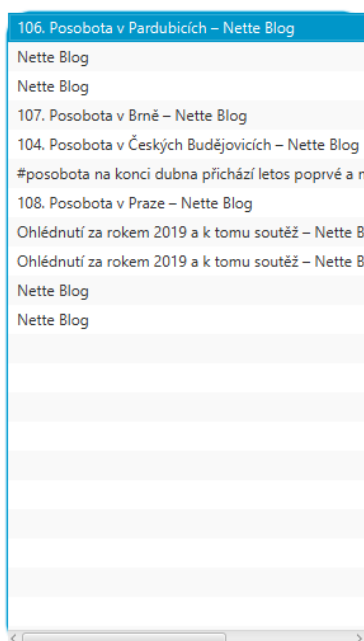 106. Posobota v Pardubicích – Nette Blog
Nette Blog
Nette Blog
107. Posobota v Brně – Nette Blog
104. Posobota v Českých Budějovicích – Nette Blog
#posobota na konci dubna přichází letos poprvé a
108. Posobota v Praze – Nette Blog
Ohlédnutí za rokem 2019 a k tomu soutěž – Nette
Ohlédnutí za rokem 2019 a k tomu soutěž – Nette
Nette Blog
Nette Blog